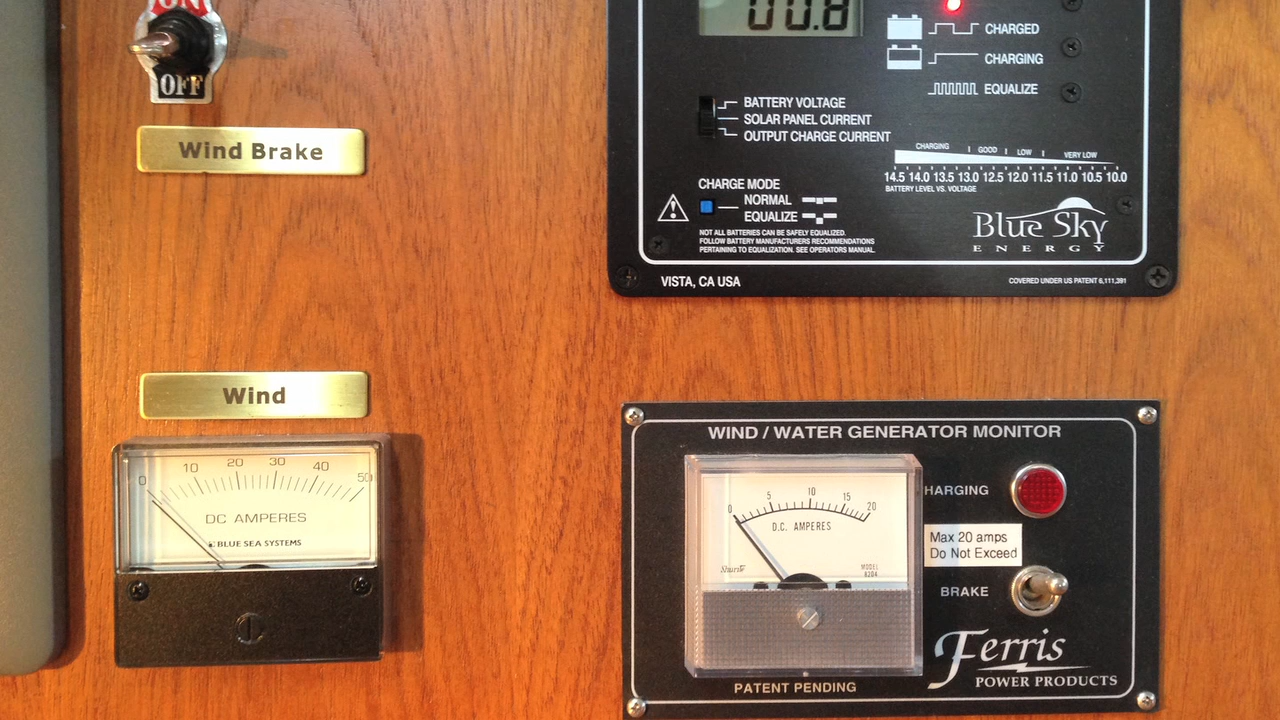 ON
OFF
Wind Brake
Wind
0 10 20 30 40 50
DC AMPERES
BLUE SEA SYSTEMS
00.8
CHARGED
CHARGING
EQUALIZE
BATTERY VOLTAGE
SOLAR PANEL CURRENT
OUTPUT CHARGE CURRENT
CHARGING GOOD LOW VERY LOW
14.5 14.0 13.5 13.0 12.5 12.0 11.5 11.0 10.5 10.0
BATTERY LEVEL VS. VOLTAGE
CHARGE MODE
NORMAL
EQUALIZE
NOT ALL BATTERIES CAN BE SAFELY EQUALIZED.
FOLLOW BATTERY MANUFACTURERS RECOMMENDATIONS
PERTAINING TO EQUALIZATION. SEE OPERATORS MANUAL.
Blue Sky
ENERGY
VISTA, CA USA
COVERED UNDER US PATENT 6,111,391
WIND / WATER GENERATOR MONITOR
0 5 10 15 20
D.C. AMPERES
Shurite
MODEL
8204
HARGING
Max 20 amps
Do Not Exceed
BRAKE
Ferris
POWER PRODUCTS
PATENT PENDING